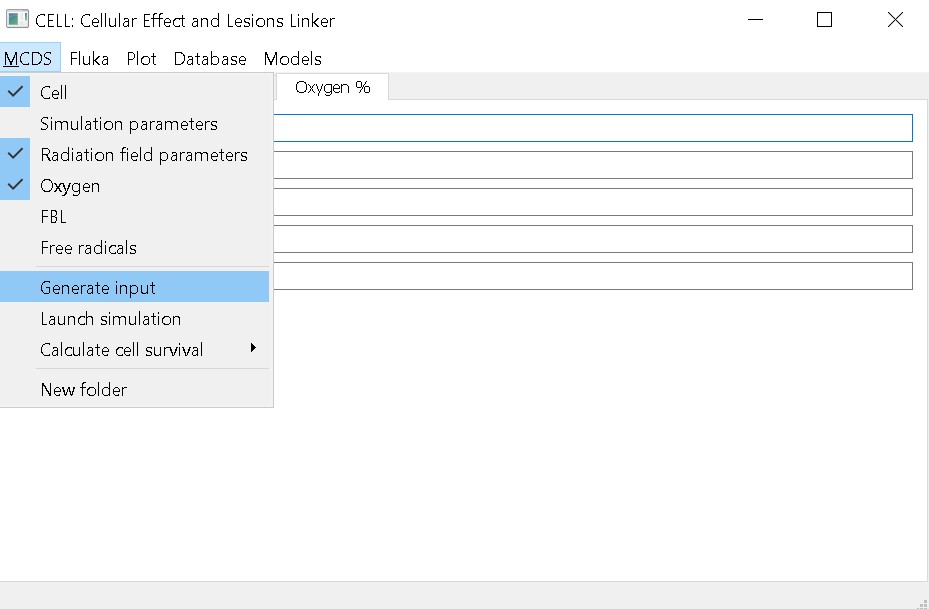 CELL: Cellular Effect and Lesions Linker
MCDS Fluka Plot Database Models
Oxygen %
Cell
Simulation parameters
Radiation field parameters
Oxygen
FBL
Free radicals
Generate input
Launch simulation
Calculate cell survival
New folder